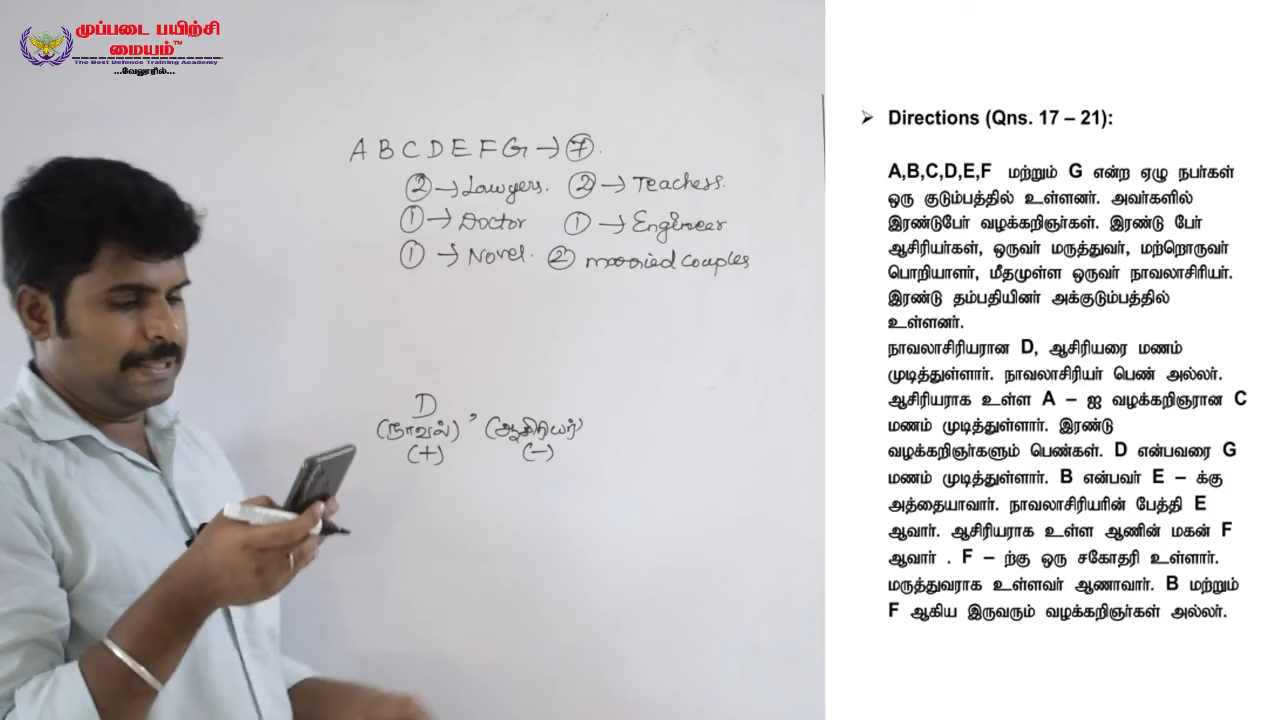 முப்படை பயிற்சி
மையம்™
The Best Defence Training Academy
...வேலூரில்...
A B C D E F G → 7.
2 → Lawyers. 2 → Teachess.
1 → Doctor 1 → Engineer
1 → Novel. 2 married couples
D
(நாவல்) , (ஆசிரியர்)
(+) (-)
➢ Directions (Qns. 17 – 21):
A,B,C,D,E,F மற்றும் G என்ற ஏழு நபர்கள்
ஒரு குடும்பத்தில் உள்ளனர். அவர்களில்
இரண்டுபேர் வழக்கறிஞர்கள். இரண்டு பேர்
ஆசிரியர்கள், ஒருவர் மருத்துவர், மற்றொருவர்
பொறியாளர், மீதமுள்ள ஒருவர் நாவலாசிரியர்.
இரண்டு தம்பதியினர் அக்குடும்பத்தில்
உள்ளனர்.
நாவலாசிரியரான D, ஆசிரியரை மணம்
முடித்துள்ளார். நாவலாசிரியர் பெண் அல்லர்.
ஆசிரியராக உள்ள A – ஐ வழக்கறிஞரான C
மணம் முடித்துள்ளார். இரண்டு
வழக்கறிஞர்களும் பெண்கள். D என்பவரை G
மணம் முடித்துள்ளார். B என்பவர் E – க்கு
அத்தையாவார். நாவலாசிரியரின் பேத்தி E
ஆவார். ஆசிரியராக உள்ள ஆணின் மகன் F
ஆவார் . F – ற்கு ஒரு சகோதரி உள்ளார்.
மருத்துவராக உள்ளவர் ஆணாவார். B மற்றும்
F ஆகிய இருவரும் வழக்கறிஞர்கள் அல்லர்.